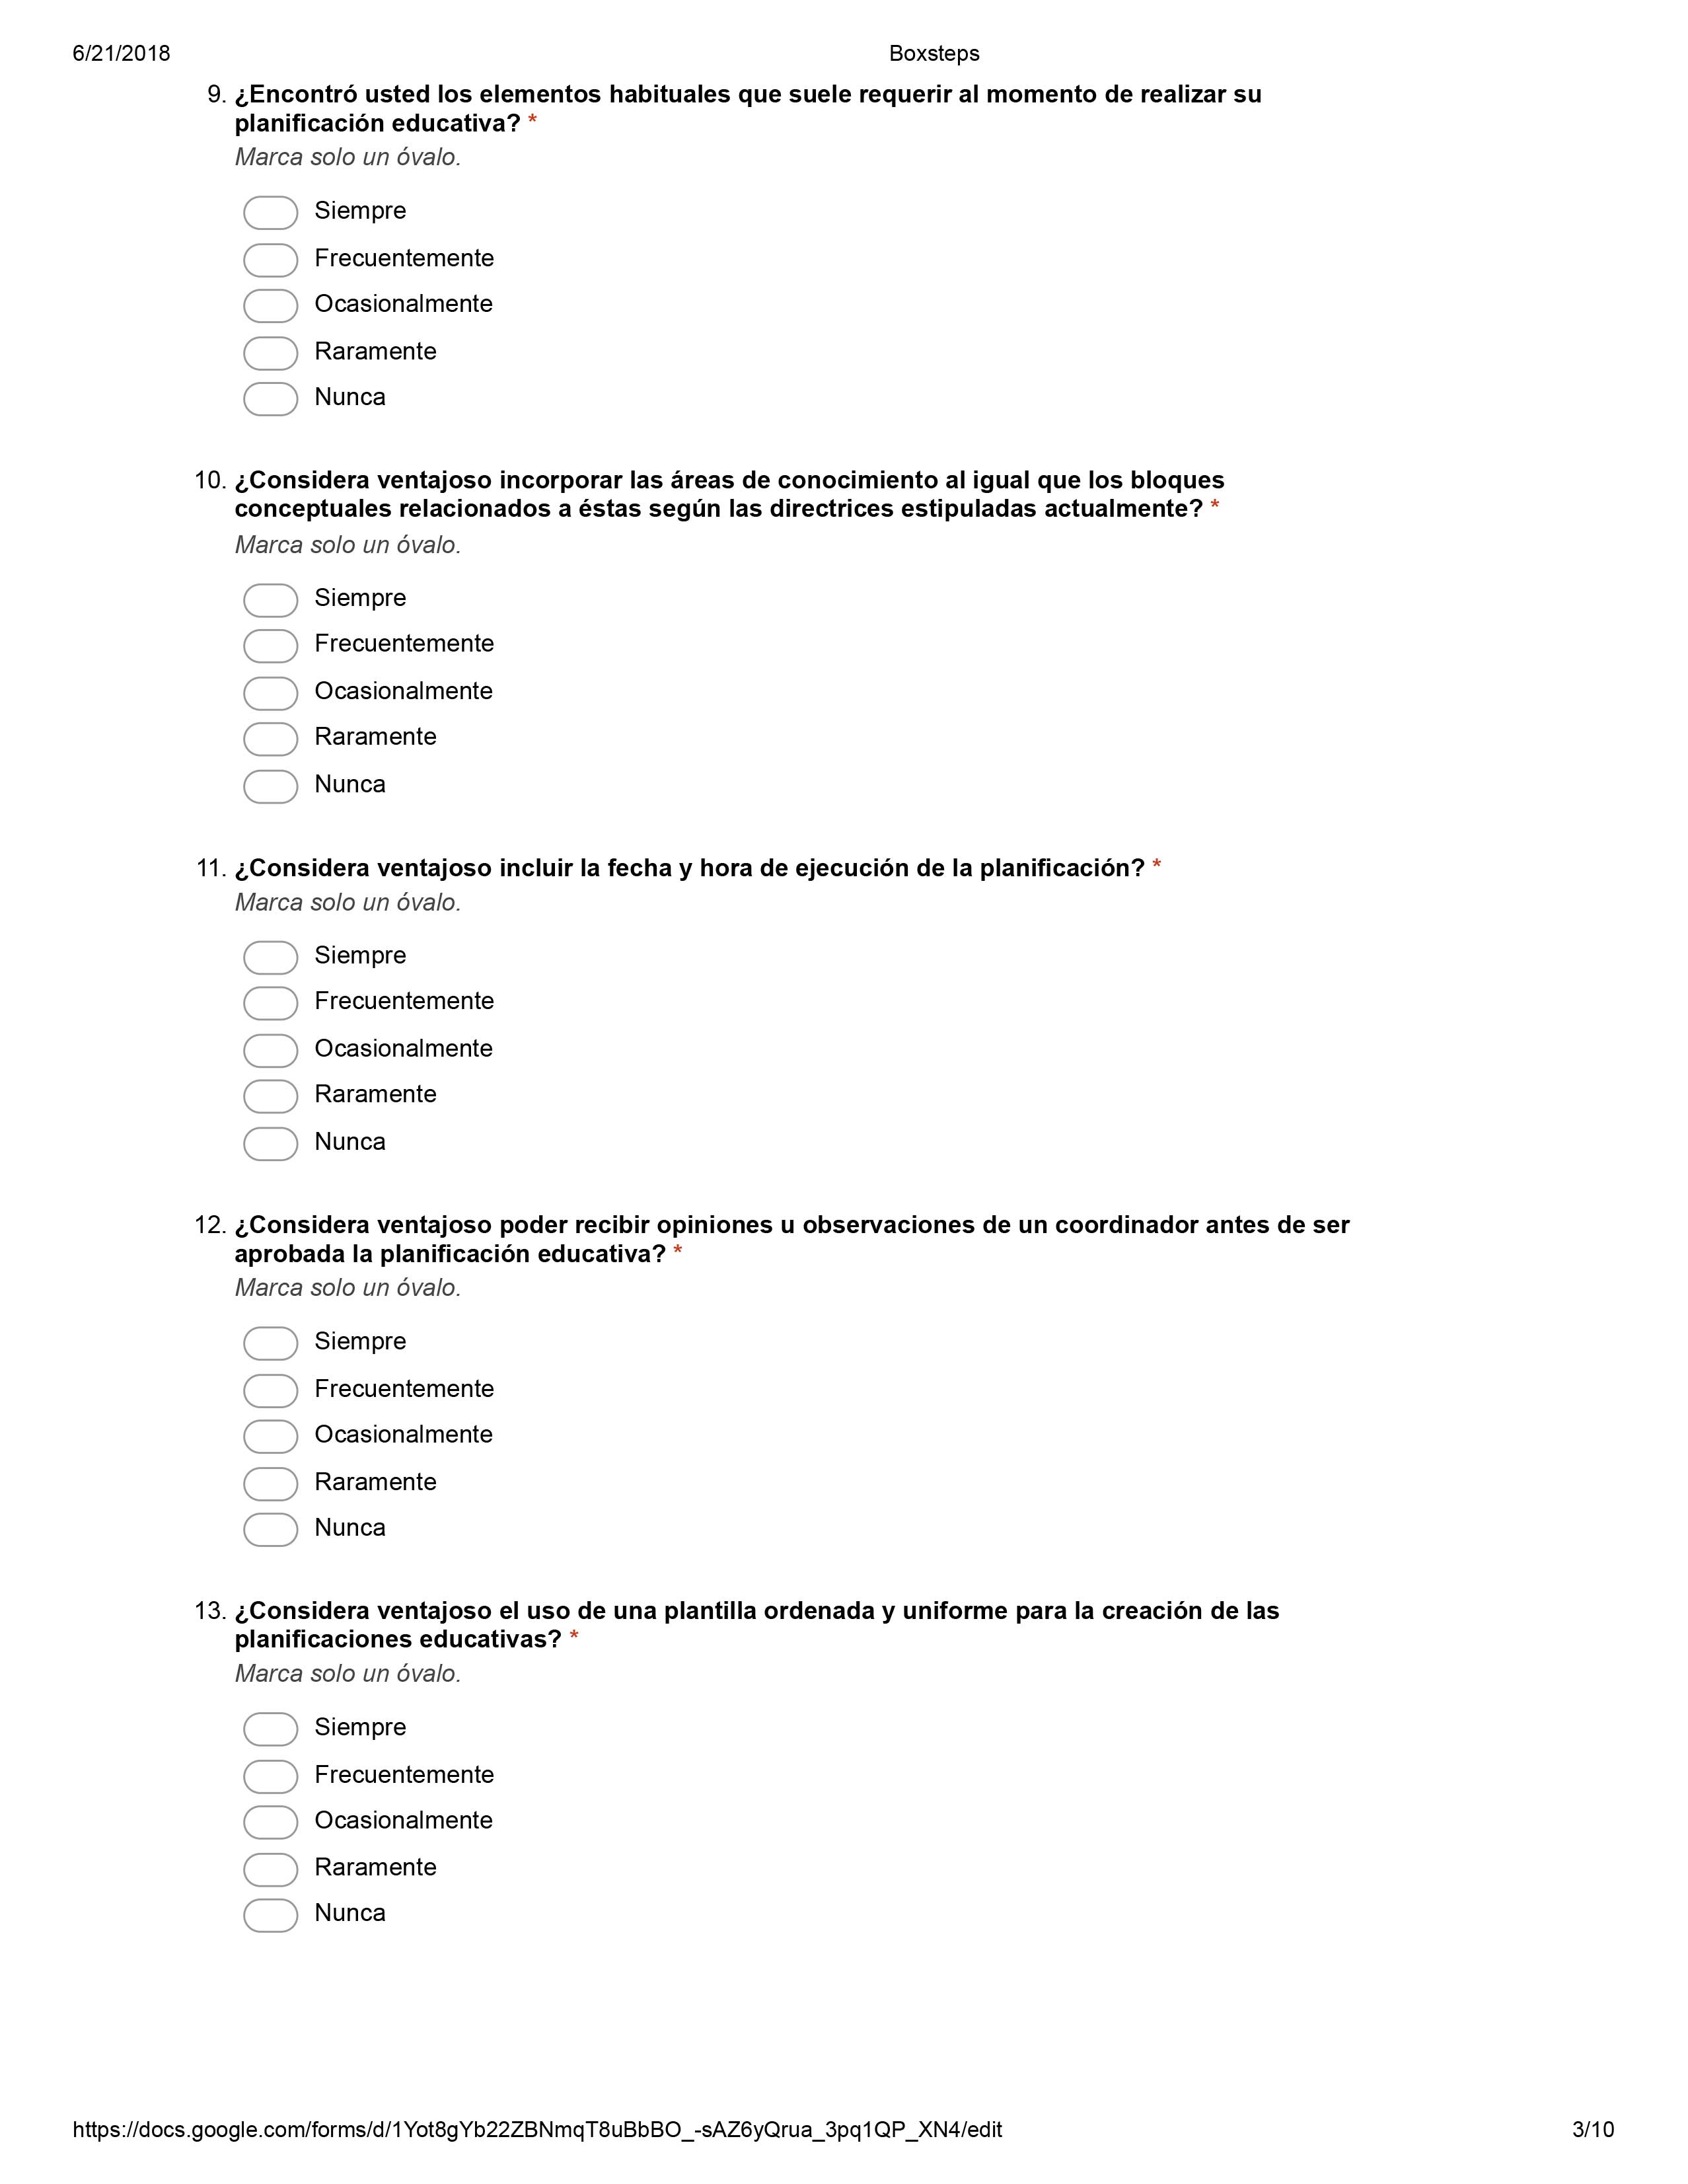 6/21/2018
Boxsteps
9. ¿Encontró usted los elementos habituales que suele requerir al momento de realizar su
planificación educativa? *
Marca solo un óvalo.
Siempre
Frecuentemente
Ocasionalmente
Raramente
Nunca
10. ¿Considera ventajoso incorporar las áreas de conocimiento al igual que los bloques
conceptuales relacionados a éstas según las directrices estipuladas actualmente? *
Marca solo un óvalo.
Siempre
Frecuentemente
Ocasionalmente
Raramente
Nunca
11. ¿Considera ventajoso incluir la fecha y hora de ejecución de la planificación? *
Marca solo un óvalo.
Siempre
Frecuentemente
Ocasionalmente
Raramente
Nunca
12. ¿Considera ventajoso poder recibir opiniones u observaciones de un coordinador antes de ser
aprobada la planificación educativa? *
Marca solo un óvalo.
Siempre
Frecuentemente
Ocasionalmente
Raramente
Nunca
13. ¿Considera ventajoso el uso de una plantilla ordenada y uniforme para la creación de las
planificaciones educativas? *
Marca solo un óvalo.
Siempre
Frecuentemente
Ocasionalmente
Raramente
Nunca
https://docs.google.com/forms/d/1Yot8gYb22ZBNmqT8uBbBO_-sAZ6yQrua_3pq1QP_XN4/edit
3/10